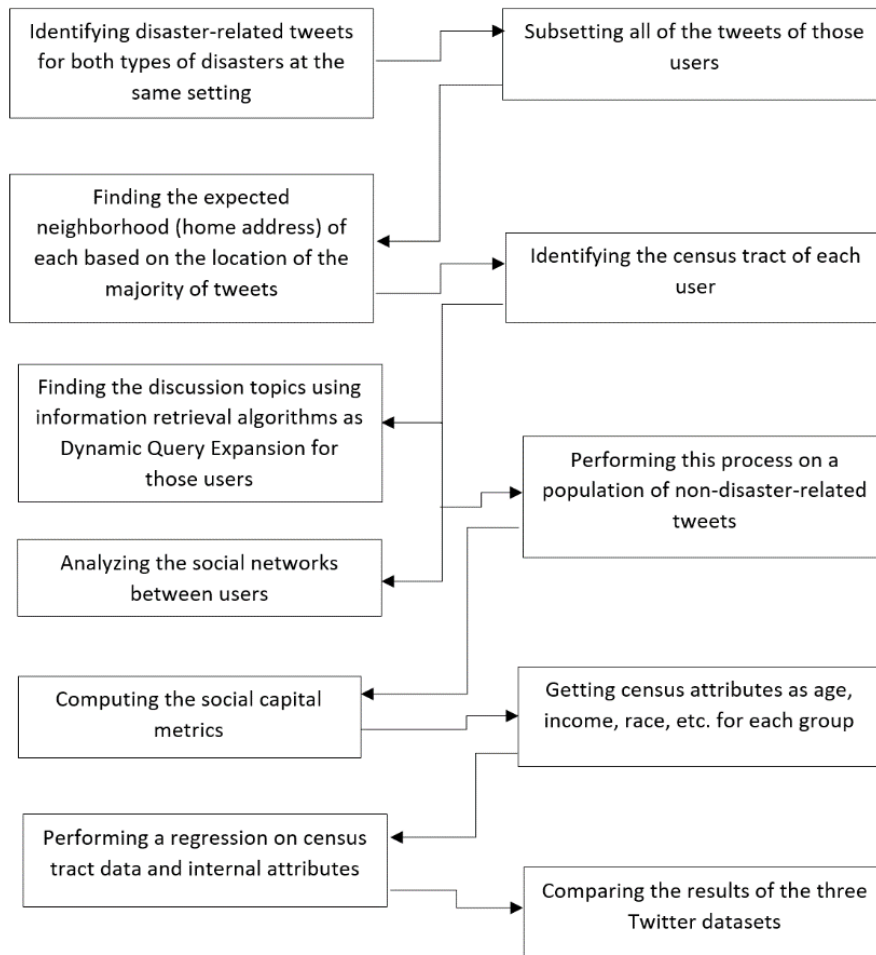 Identifying disaster-related tweets
for both types of disasters at the
same setting
Subsetting all of the tweets of those
users
Finding the expected
neighborhood (home address) of
each based on the location of the
majority of tweets
Identifying the census tract of each
user
Finding the discussion topics using
information retrieval algorithms as
Dynamic Query Expansion for
those users
Performing this process on a
population of non-disaster-related
tweets
Analyzing the social networks
between users
Computing the social capital
metrics
Getting census attributes as age,
income, race, etc. for each group
Performing a regression on census
tract data and internal attributes
Comparing the results of the three
Twitter datasets